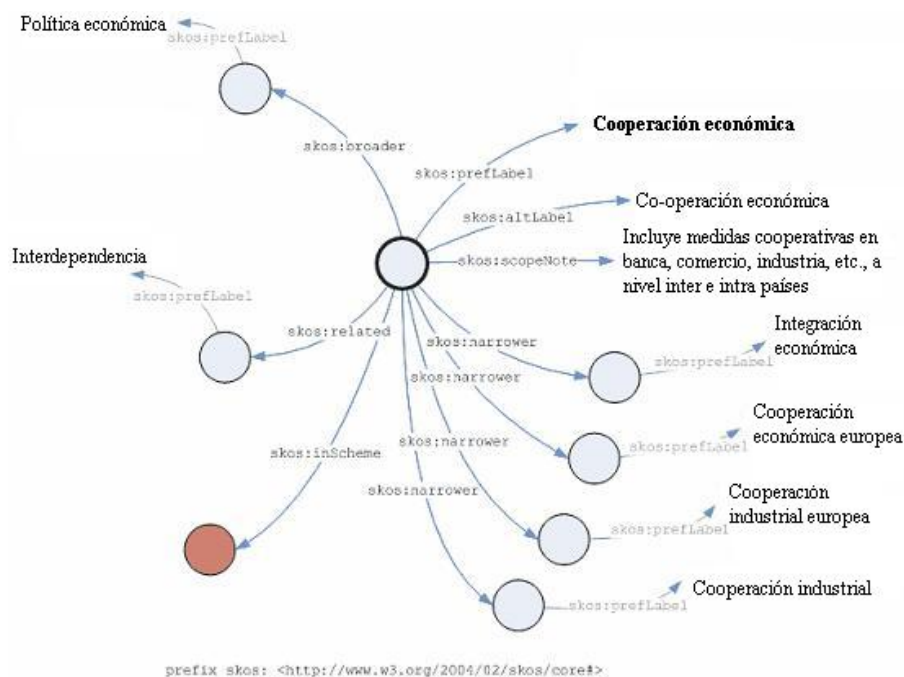 Política económica
skos:prefLabel
Cooperación económica
skos:broader
skos:prefLabel
Co-operación económica
skos:altLabel
Interdependencia
Incluye medidas cooperativas en
skos:scopeNote
banca, comercio, industria, etc., a
nivel inter e intra países
skos:prefLabel
skos:related
Integración
económica
skos:narrower
skos:prefLabel
skos:narrower
Cooperación
económica europea
skos:narrower
skos:prefLabel
skos:inScheme
skos:narrower
Cooperación
industrial europea
skos:prefLabel
Cooperación industrial
skos:prefLabel
prefix skos: <http://www.w3.org/2004/02/skos/core#>